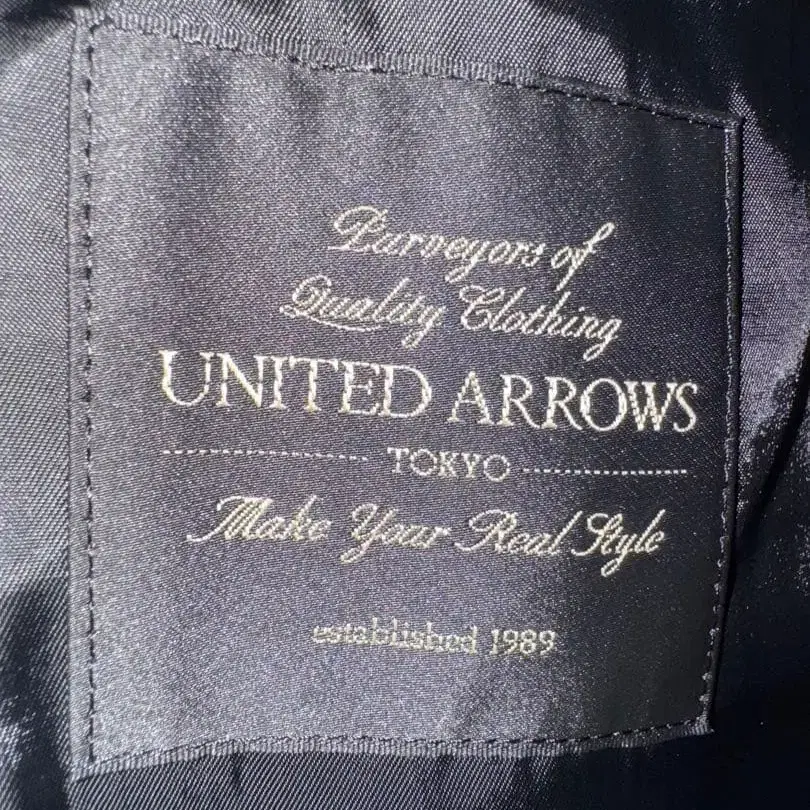 Purveyors of
Quality Clothing
UNITED ARROWS
TOKYO
Make Your Real Style
established 1989